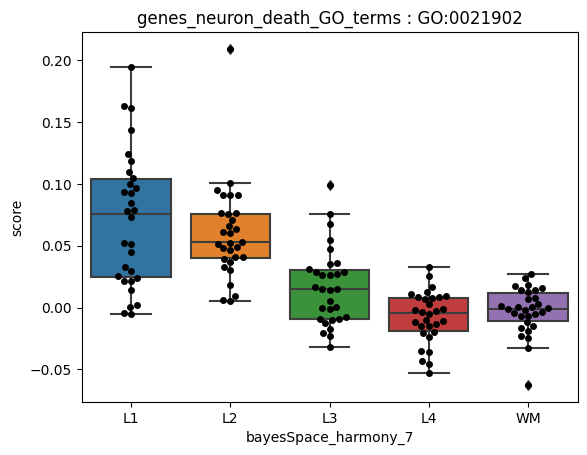 genes_neuron_death_GO_terms : GO:0021902
score
0.20
0.15
0.10
0.05
0.00
−0.05
L1 L2 L3 L4 WM
bayesSpace_harmony_7